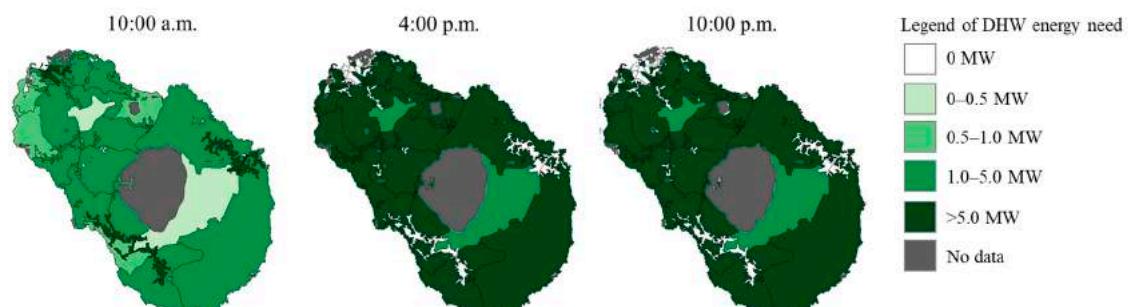 10:00 a.m.
4:00 p.m.
10:00 p.m.
Legend of DHW energy need
0 MW
0–0.5 MW
0.5–1.0 MW
1.0–5.0 MW
>5.0 MW
No data